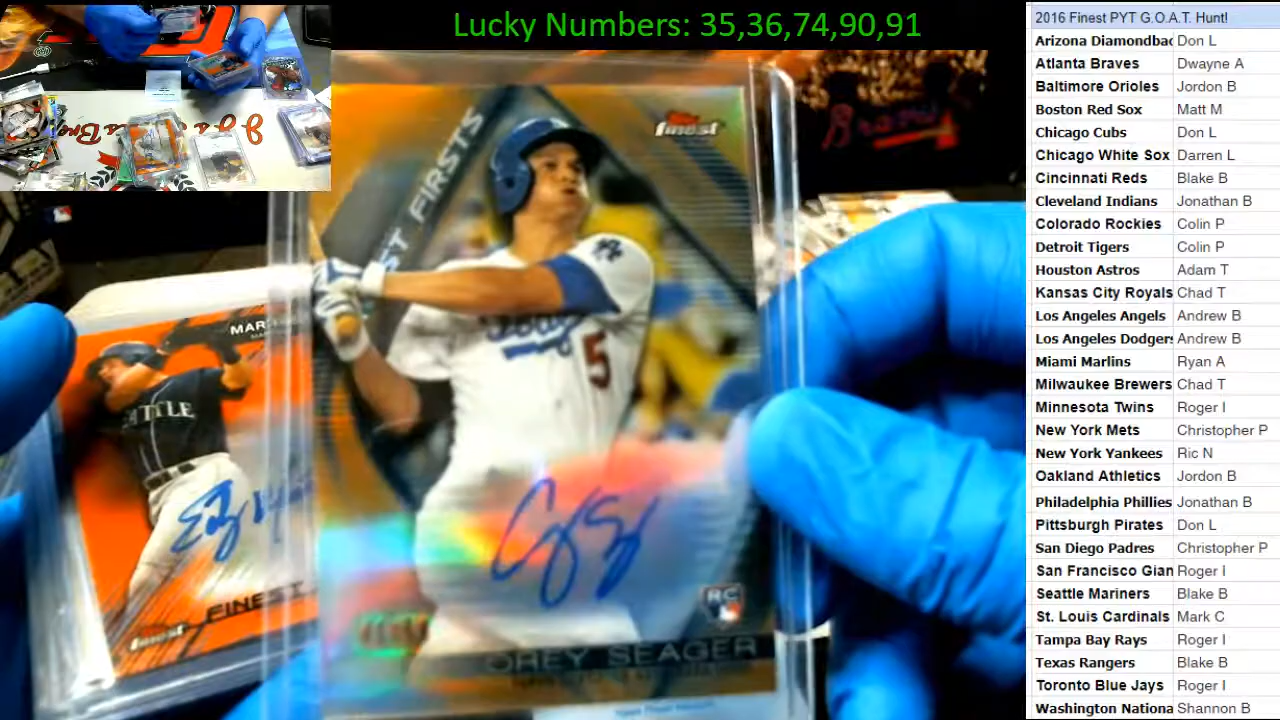 Lucky Numbers: 35,36,74,90,91
2016 Finest PYT G.O.A.T. Hunt!
Arizona Diamondbac Don L
Atlanta Braves Dwayne A
Baltimore Orioles Jordon B
Boston Red Sox Matt M
Chicago Cubs Don L
Chicago White Sox Darren L
Cincinnati Reds Blake B
Cleveland Indians Jonathan B
Colorado Rockies Colin P
Detroit Tigers Colin P
Houston Astros Adam T
Kansas City Royals Chad T
Los Angeles Angels Andrew B
Los Angeles Dodgers Andrew B
Miami Marlins Ryan A
Milwaukee Brewers Chad T
Minnesota Twins Roger I
New York Mets Christopher P
New York Yankees Ric N
Oakland Athletics Jordon B
Philadelphia Phillies Jonathan B
Pittsburgh Pirates Don L
San Diego Padres Christopher P
San Francisco Gian Roger I
Seattle Mariners Blake B
St. Louis Cardinals Mark C
Tampa Bay Rays Roger I
Texas Rangers Blake B
Toronto Blue Jays Roger I
Washington Nationa Shannon B
FIRSTS
finest
5
RC
OREY SEAGER
MAR
TTLE
FINEST
finest